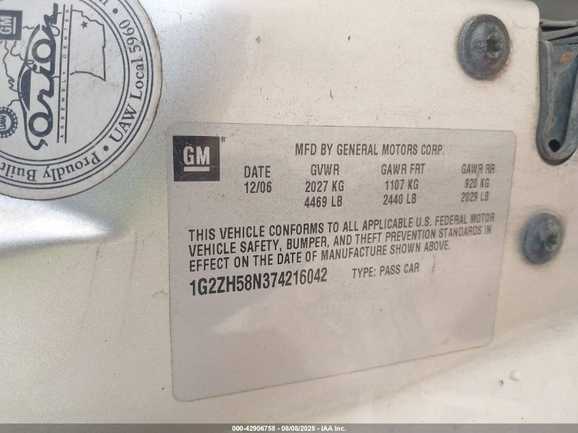 GM
Orion
ASSEMBLY
Proudly Built
UAW Local 5960
GM
MFD BY GENERAL MOTORS CORP.
DATE GVWR GAWR FRT GAWR RR
12/06 2027 KG 1107 KG 920 KG
4469 LB 2440 LB 2029 LB
THIS VEHICLE CONFORMS TO ALL APPLICABLE U.S. FEDERAL MOTOR
VEHICLE SAFETY, BUMPER, AND THEFT PREVENTION STANDARDS IN
EFFECT ON THE DATE OF MANUFACTURE SHOWN ABOVE.
1G2ZH58N374216042 TYPE: PASS CAR
000-42906758 - 08/08/2025 - IAA Inc.